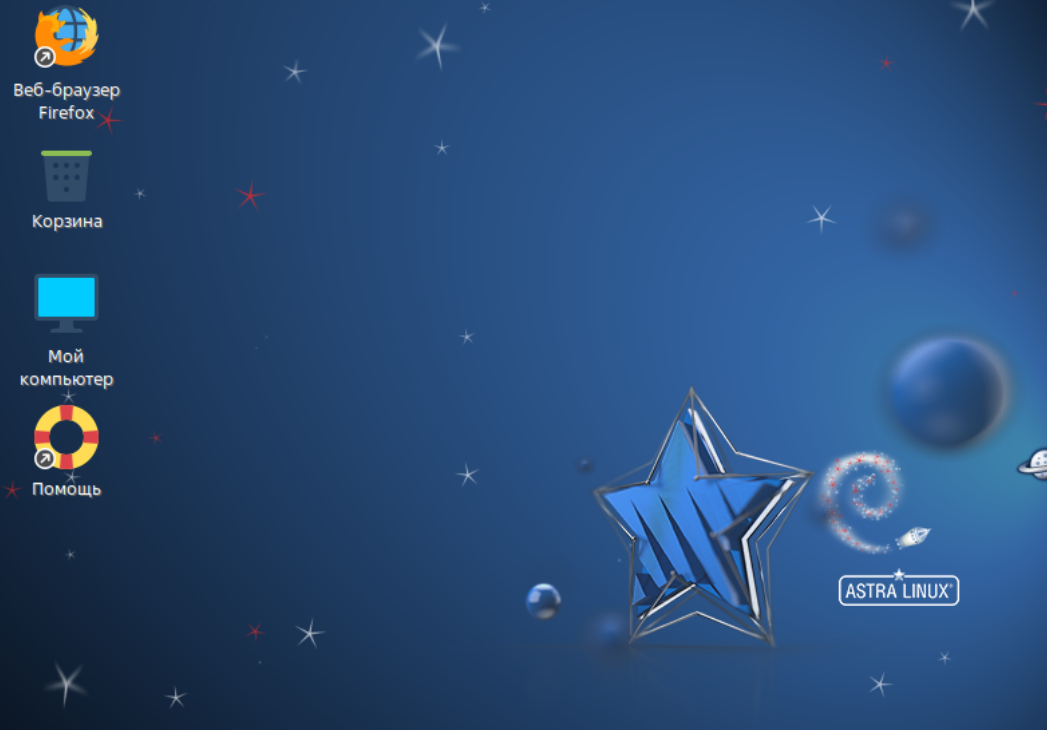 Веб-браузер
Firefox
Корзина
Мой
компьютер
Помощь
ASTRA LINUX®